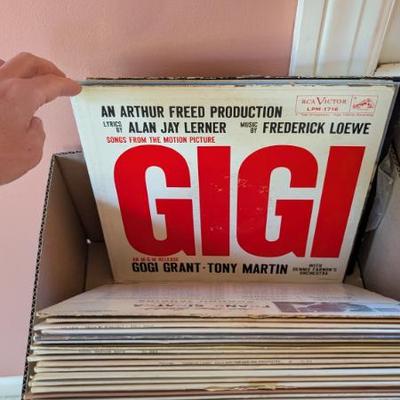 RCA VICTOR
LPM-1716
AN ARTHUR FREED PRODUCTION
LYRICS BY ALAN JAY LERNER MUSIC BY FREDERICK LOEWE
SONGS FROM THE MOTION PICTURE
GIGI
AN M-G-M RELEASE
GOGI GRANT · TONY MARTIN
WITH DENNIS FARNON'S ORCHESTRA